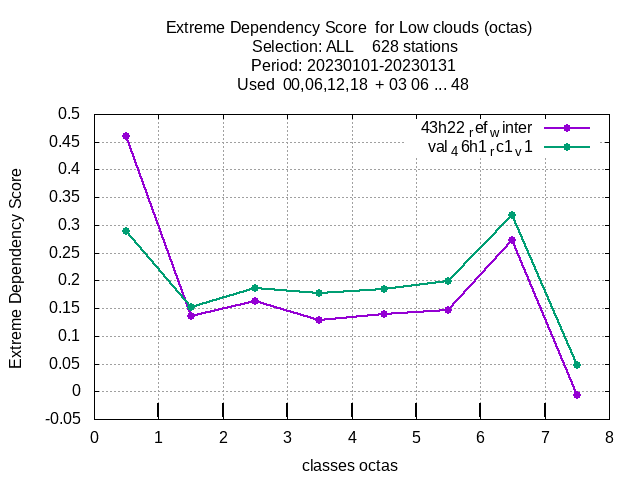 Extreme Dependency Score  for Low clouds (octas)
Selection: ALL    628 stations
Period: 20230101-20230131
Used  00,06,12,18  + 03 06 ... 48
0.5
0.45
0.4
0.35
0.3
0.25
0.2
0.15
0.1
0.05
0
-0.05
Extreme Dependency Score
43h22_ref_winter
val_46h1_rc1_v1
0 1 2 3 4 5 6 7 8
classes octas